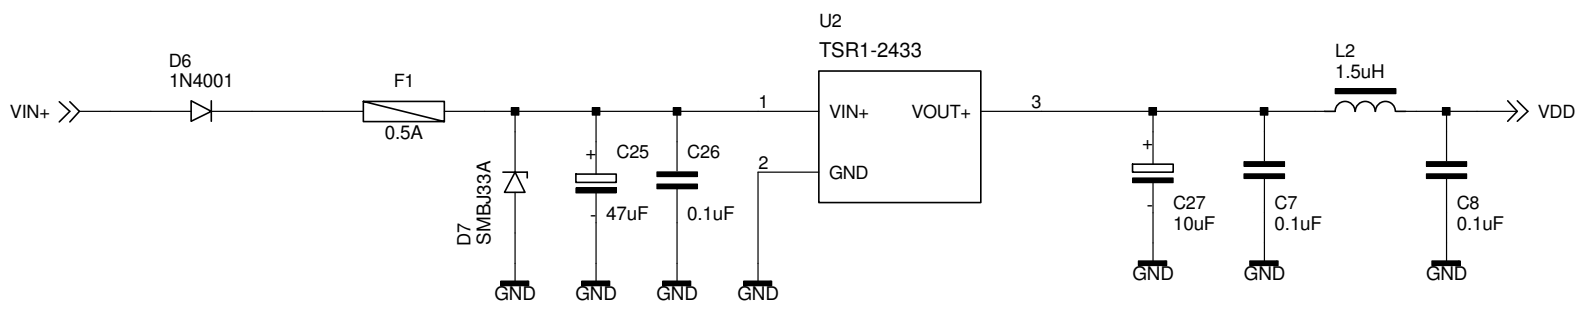 U2
TSR1-2433
D6
1N4001
F1
L2
1.5uH
VIN+
0.5A
1
VIN+
VOUT+
3
VDD
2
GND
D7
SMBJ33A
+
C25
-
47uF
C26
0.1uF
+
-
C27
10uF
C7
0.1uF
C8
0.1uF
GND
GND
GND
GND
GND
GND
GND